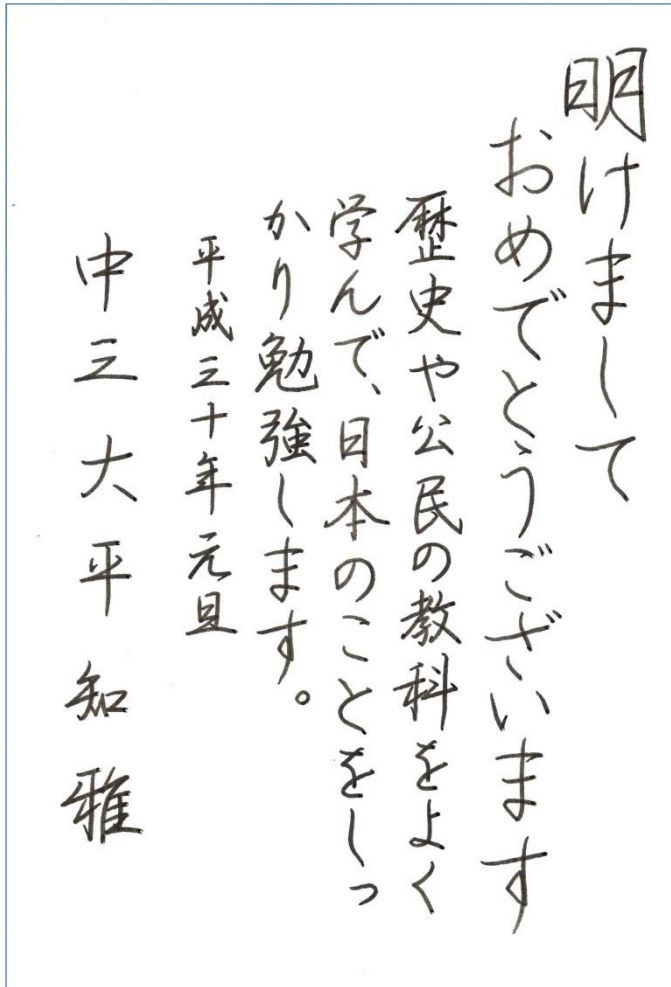 明けまして
おめでとうございます
歴史や公民の教科をよく
学んで、日本のことをしっ
かり勉強します。
平成三十年元旦
中三大平知雅